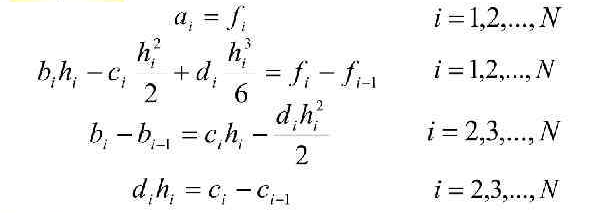 a_i = f_i    i = 1,2,..., N
b_i h_i − c_i h_i^2/2 + d_i h_i^3/6 = f_i − f_{i−1}    i = 1,2,..., N
b_i − b_{i−1} = c_i h_i − d_i h_i^2/2    i = 2,3,..., N
d_i h_i = c_i − c_{i−1}    i = 2,3,..., N